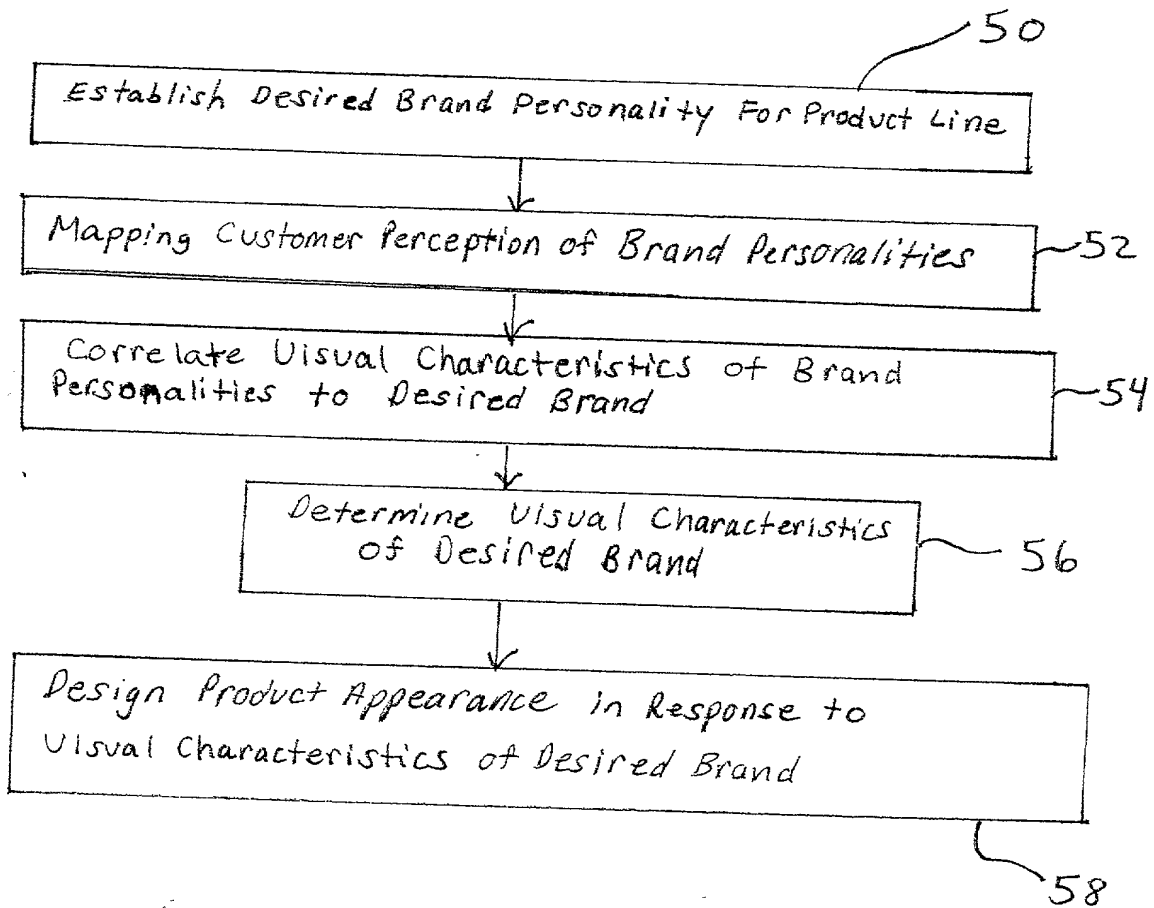 50
Establish Desired Brand Personality For Product Line
Mapping Customer Perception of Brand Personalities
52
Correlate Visual Characteristics of Brand
Personalities to Desired Brand
54
Determine Visual Characteristics
of Desired Brand
56
Design Product Appearance in Response to
Visual Characteristics of Desired Brand
58